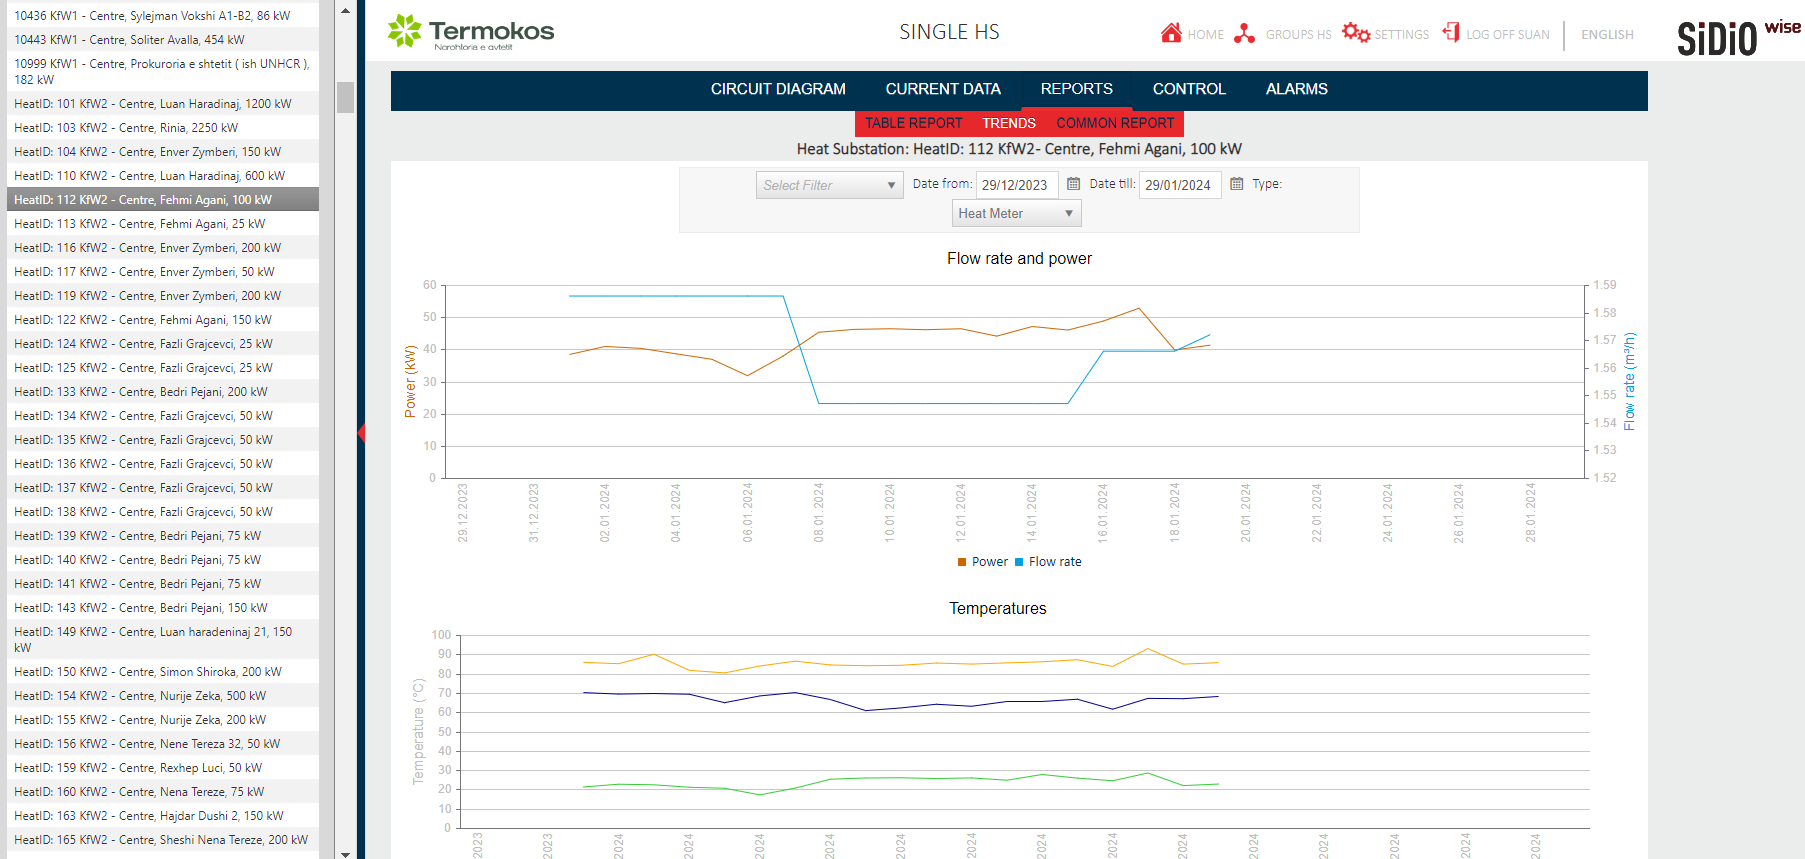 10436 KfW1 - Centre, Sylejman Vokshi A1-B2, 86 kW
10443 KfW1 - Centre, Soliter Avalla, 454 kW
10999 KfW1 - Centre, Prokuroria e shtetit ( ish UNHCR ),
182 kW
HeatID: 101 KfW2 - Centre, Luan Haradinaj, 1200 kW
HeatID: 103 KfW2 - Centre, Rinia, 2250 kW
HeatID: 104 KfW2 - Centre, Enver Zymberi, 150 kW
HeatID: 110 KfW2 - Centre, Luan Haradinaj, 600 kW
HeatID: 112 KfW2 - Centre, Fehmi Agani, 100 kW
HeatID: 113 KfW2 - Centre, Fehmi Agani, 25 kW
HeatID: 116 KfW2 - Centre, Enver Zymberi, 200 kW
HeatID: 117 KfW2 - Centre, Enver Zymberi, 50 kW
HeatID: 119 KfW2 - Centre, Enver Zymberi, 200 kW
HeatID: 122 KfW2 - Centre, Fehmi Agani, 150 kW
HeatID: 124 KfW2 - Centre, Fazli Grajcevci, 25 kW
HeatID: 125 KfW2 - Centre, Fazli Grajcevci, 25 kW
HeatID: 133 KfW2 - Centre, Bedri Pejani, 200 kW
HeatID: 134 KfW2 - Centre, Fazli Grajcevci, 50 kW
HeatID: 135 KfW2 - Centre, Fazli Grajcevci, 50 kW
HeatID: 136 KfW2 - Centre, Fazli Grajcevci, 50 kW
HeatID: 137 KfW2 - Centre, Fazli Grajcevci, 50 kW
HeatID: 138 KfW2 - Centre, Fazli Grajcevci, 50 kW
HeatID: 139 KfW2 - Centre, Bedri Pejani, 75 kW
HeatID: 140 KfW2 - Centre, Bedri Pejani, 75 kW
HeatID: 141 KfW2 - Centre, Bedri Pejani, 75 kW
HeatID: 143 KfW2 - Centre, Bedri Pejani, 150 kW
HeatID: 149 KfW2 - Centre, Luan haradeninaj 21, 150
kW
HeatID: 150 KfW2 - Centre, Simon Shiroka, 200 kW
HeatID: 154 KfW2 - Centre, Nurije Zeka, 500 kW
HeatID: 155 KfW2 - Centre, Nurije Zeka, 200 kW
HeatID: 156 KfW2 - Centre, Nene Tereza 32, 50 kW
HeatID: 159 KfW2 - Centre, Rexhep Luci, 50 kW
HeatID: 160 KfW2 - Centre, Nena Tereze, 75 kW
HeatID: 163 KfW2 - Centre, Hajdar Dushi 2, 150 kW
HeatID: 165 KfW2 - Centre, Sheshi Nena Tereze, 200 kW
Termokos
Ngrohtoria e qytetit
SINGLE HS
HOME
GROUPS HS
SETTINGS
LOG OFF SUAN
ENGLISH
SiDiO wise
CIRCUIT DIAGRAM
CURRENT DATA
REPORTS
CONTROL
ALARMS
TABLE REPORT
TRENDS
COMMON REPORT
Heat Substation: HeatID: 112 KfW2- Centre, Fehmi Agani, 100 kW
Select Filter
Date from: 29/12/2023
Date till: 29/01/2024
Type:
Heat Meter
Flow rate and power
60
50
40
30
20
10
0
Power (kW)
1.59
1.58
1.57
1.56
1.55
1.54
1.53
1.52
Flow rate (m³/h)
29.12.2023
31.12.2023
02.01.2024
04.01.2024
06.01.2024
08.01.2024
10.01.2024
12.01.2024
14.01.2024
16.01.2024
18.01.2024
20.01.2024
22.01.2024
24.01.2024
26.01.2024
28.01.2024
Power
Flow rate
Temperatures
100
90
80
70
60
50
40
30
20
10
0
Temperature (°C)
2023
2023
2024
2024
2024
2024
2024
2024
2024
2024
2024
2024
2024
2024
2024
2024